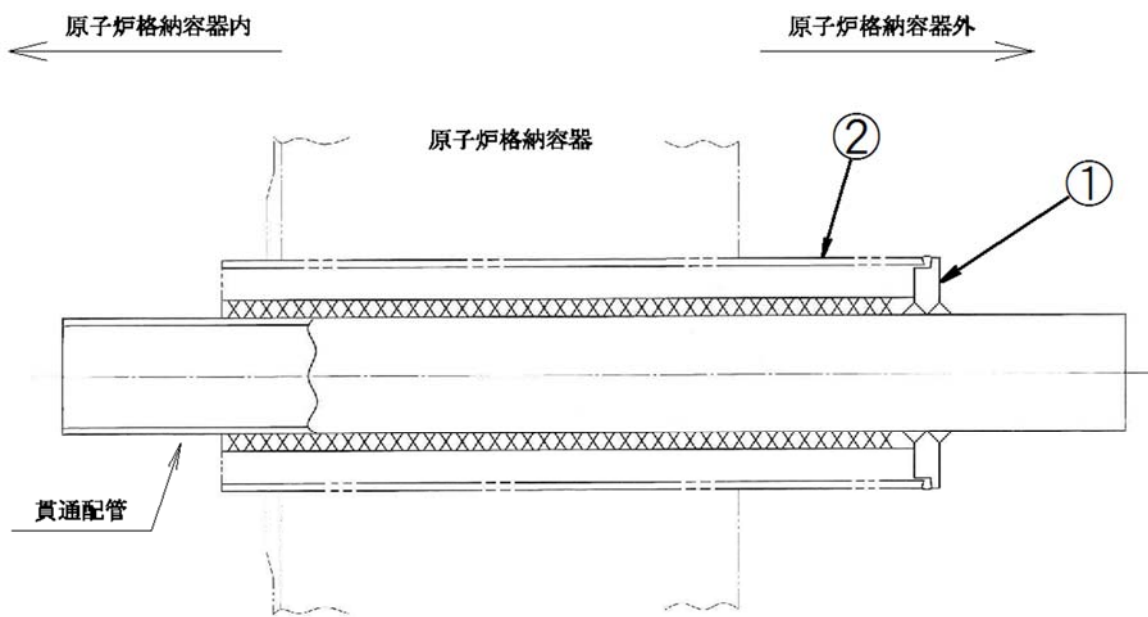 原子炉格納容器内
原子炉格納容器外
原子炉格納容器
②
①
貫通配管